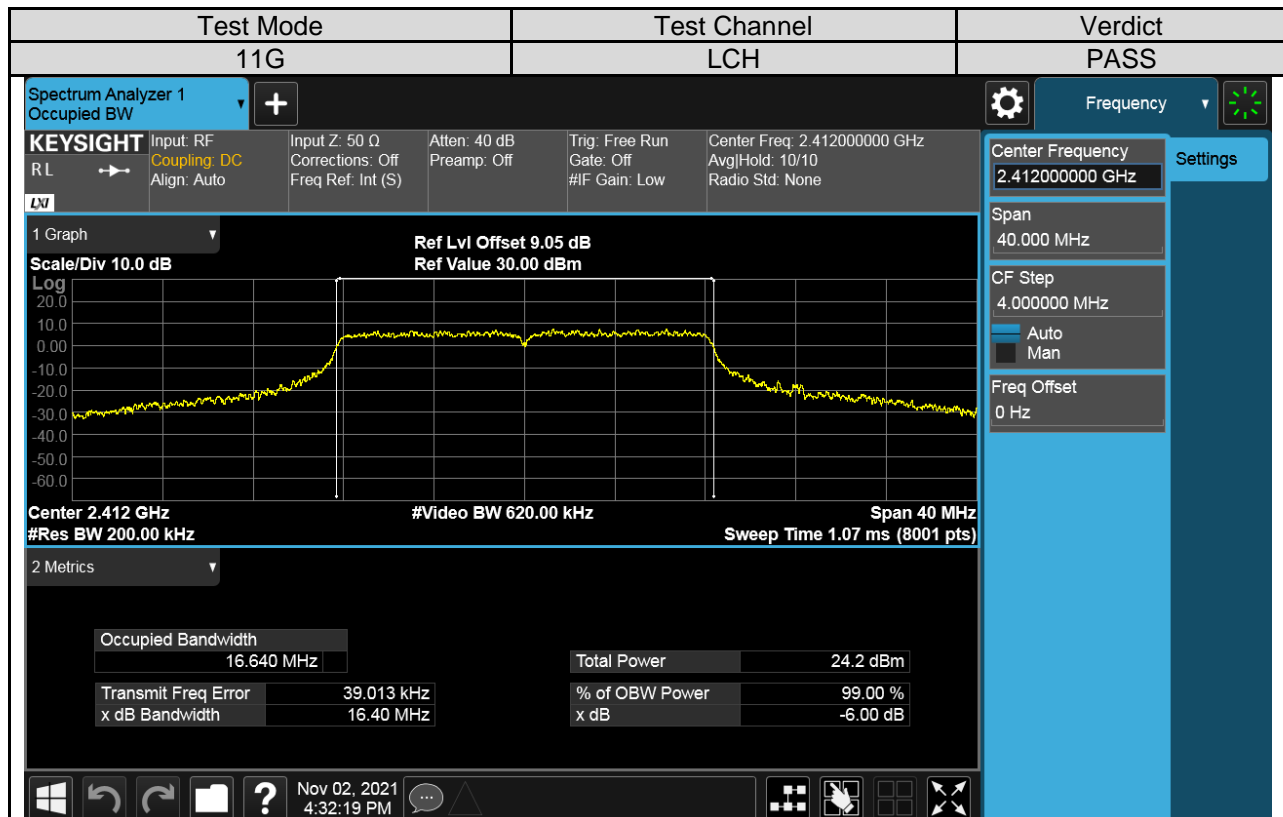 Test Mode Test Channel Verdict
11G LCH PASS
Spectrum Analyzer 1
Occupied BW
+
Frequency
KEYSIGHT
RL
LXI
Input: RF
Coupling: DC
Align: Auto
Input Z: 50 Ω
Corrections: Off
Freq Ref: Int (S)
Atten: 40 dB
Preamp: Off
Trig: Free Run
Gate: Off
#IF Gain: Low
Center Freq: 2.412000000 GHz
Avg|Hold: 10/10
Radio Std: None
Center Frequency
2.412000000 GHz
Settings
Span
40.000 MHz
CF Step
4.000000 MHz
Auto
Man
Freq Offset
0 Hz
1 Graph
Scale/Div 10.0 dB
Ref Lvl Offset 9.05 dB
Ref Value 30.00 dBm
Log
20.0
10.0
0.00
-10.0
-20.0
-30.0
-40.0
-50.0
-60.0
Center 2.412 GHz
#Video BW 620.00 kHz
Span 40 MHz
#Res BW 200.00 kHz
Sweep Time 1.07 ms (8001 pts)
2 Metrics
Occupied Bandwidth
16.640 MHz
Total Power 24.2 dBm
Transmit Freq Error 39.013 kHz
% of OBW Power 99.00 %
x dB Bandwidth 16.40 MHz
x dB -6.00 dB
?
Nov 02, 2021
4:32:19 PM